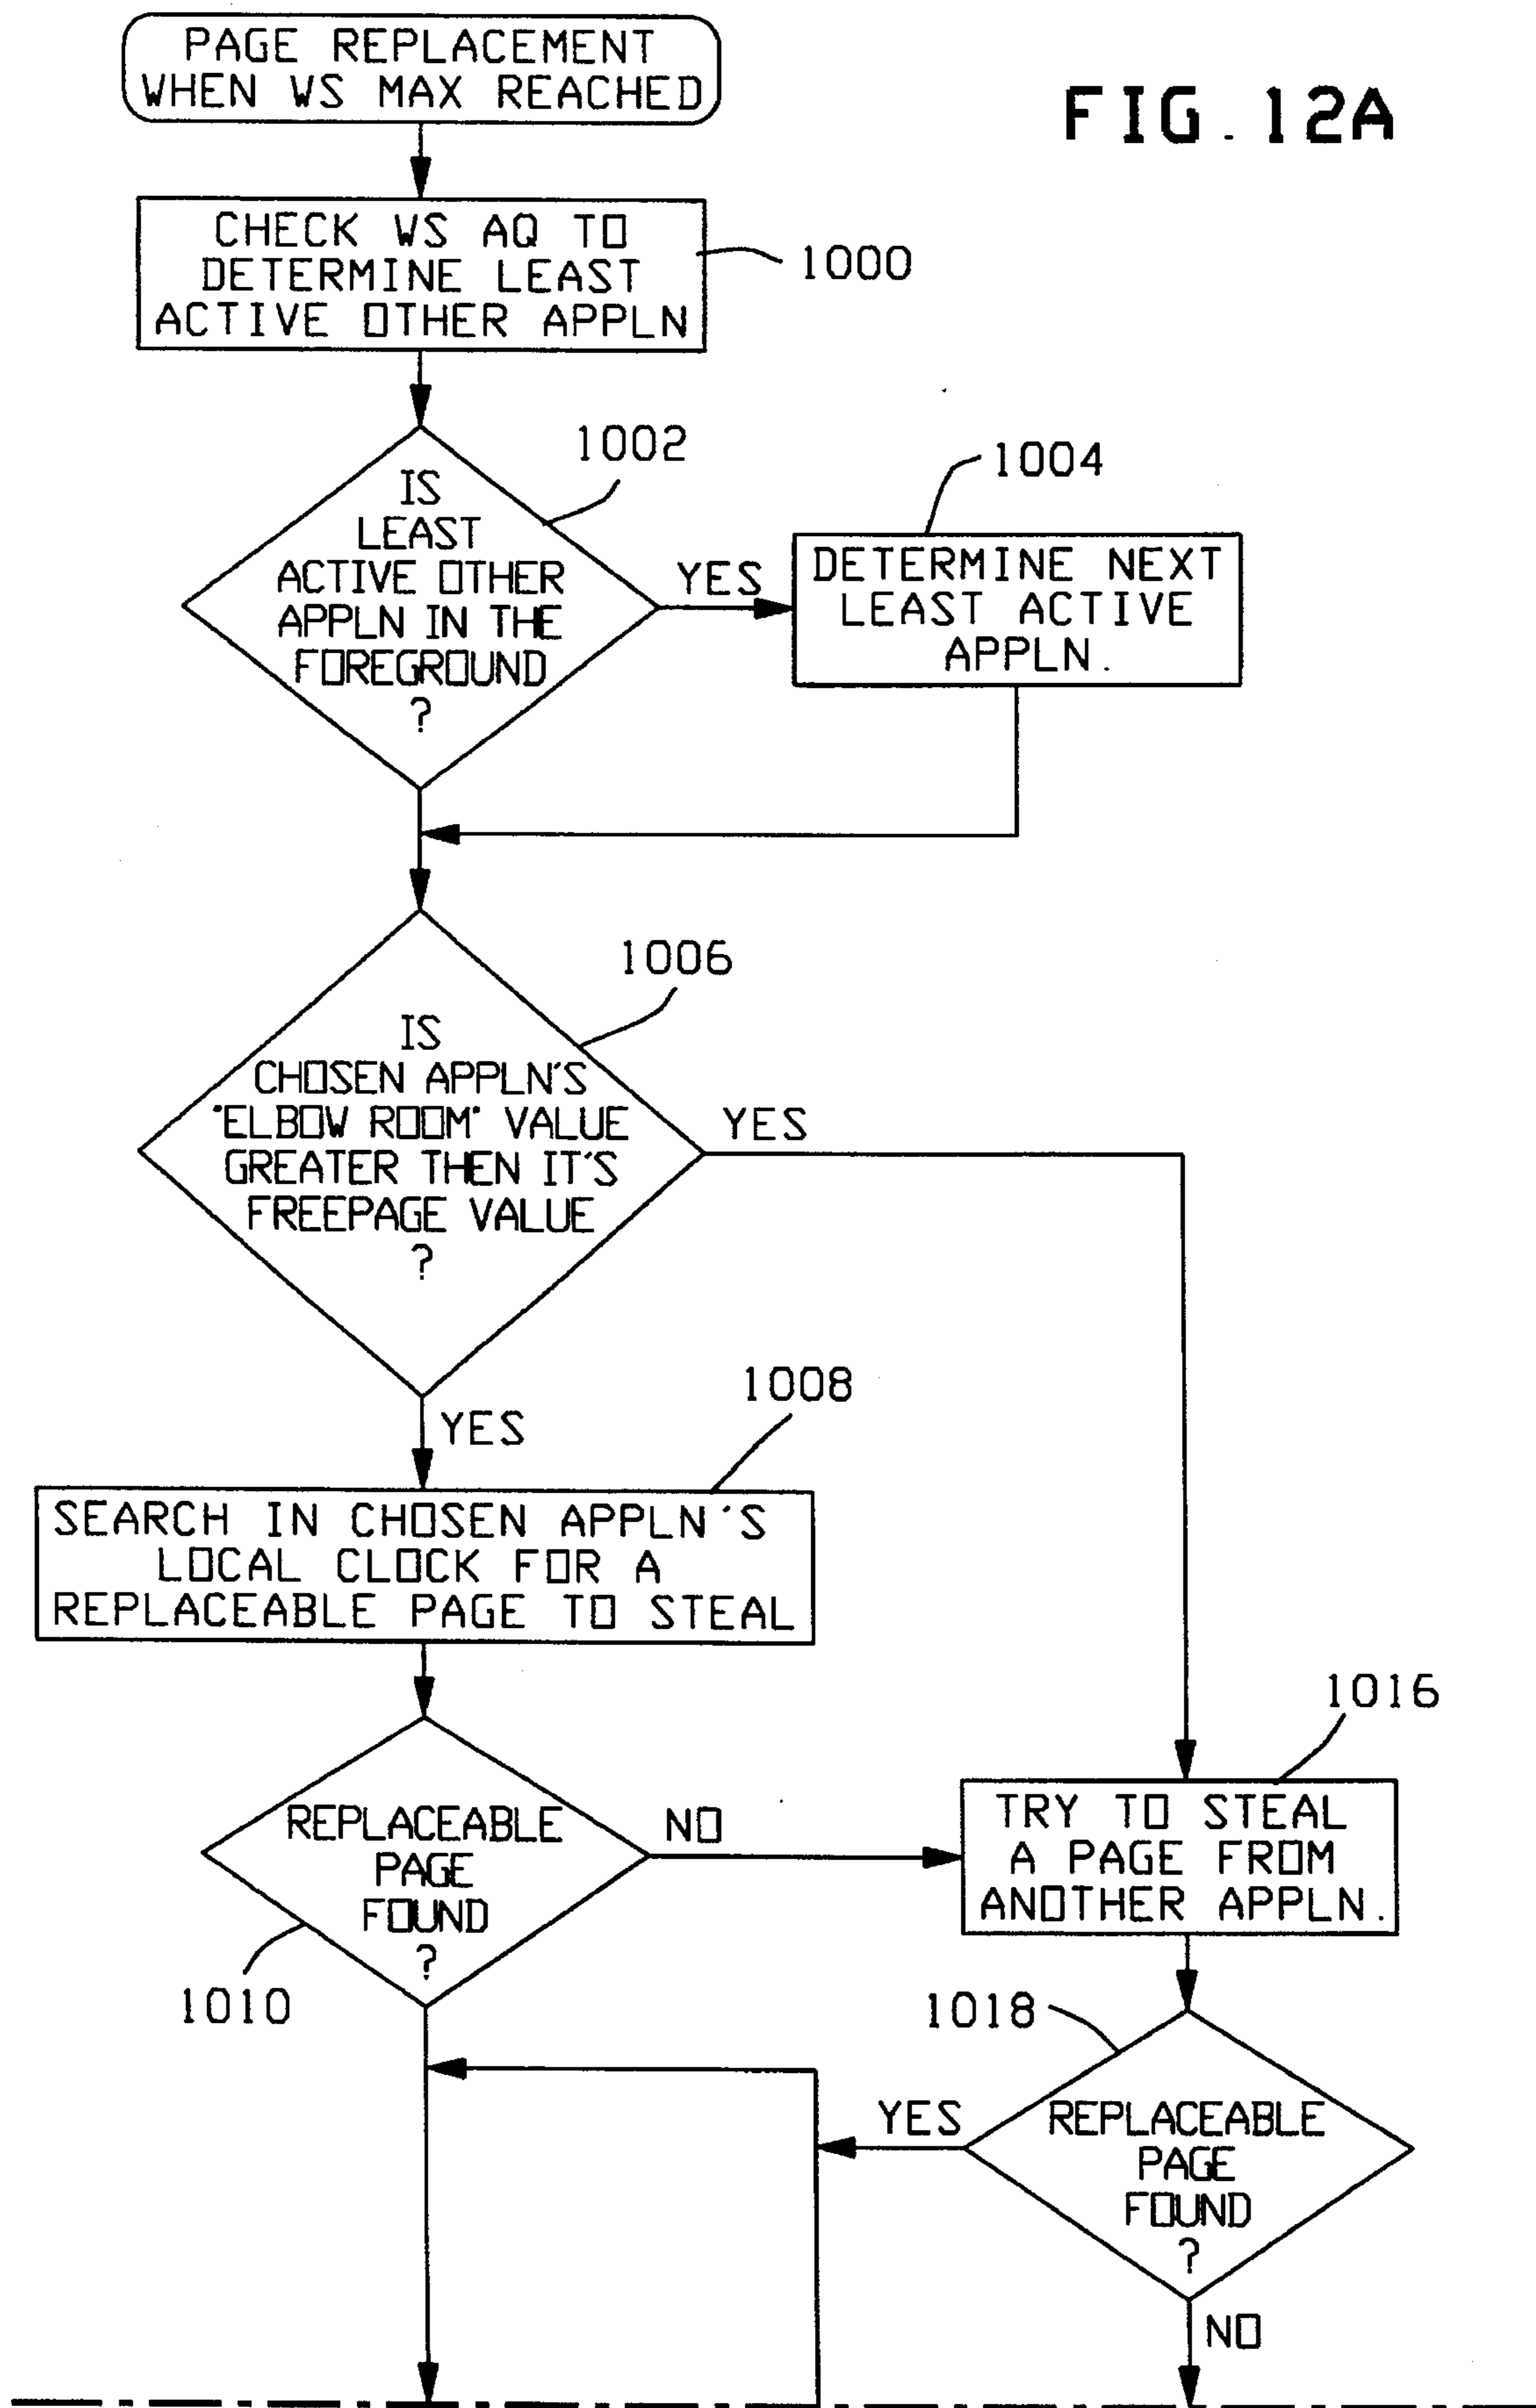 PAGE REPLACEMENT
WHEN WS MAX REACHED
FIG. 12A
CHECK WS AQ TO
DETERMINE LEAST
ACTIVE OTHER APPLN
1000
1002
IS
LEAST
ACTIVE OTHER
APPLN IN THE
FOREGROUND
?
YES
1004
DETERMINE NEXT
LEAST ACTIVE
APPLN.
1006
IS
CHOSEN APPLN'S
'ELBOW ROOM' VALUE
GREATER THEN IT'S
FREEPAGE VALUE
?
YES
YES
1008
SEARCH IN CHOSEN APPLN'S
LOCAL CLOCK FOR A
REPLACEABLE PAGE TO STEAL
REPLACEABLE
PAGE
FOUND
?
NO
1010
1016
TRY TO STEAL
A PAGE FROM
ANOTHER APPLN.
1018
REPLACEABLE
PAGE
FOUND
?
YES
NO